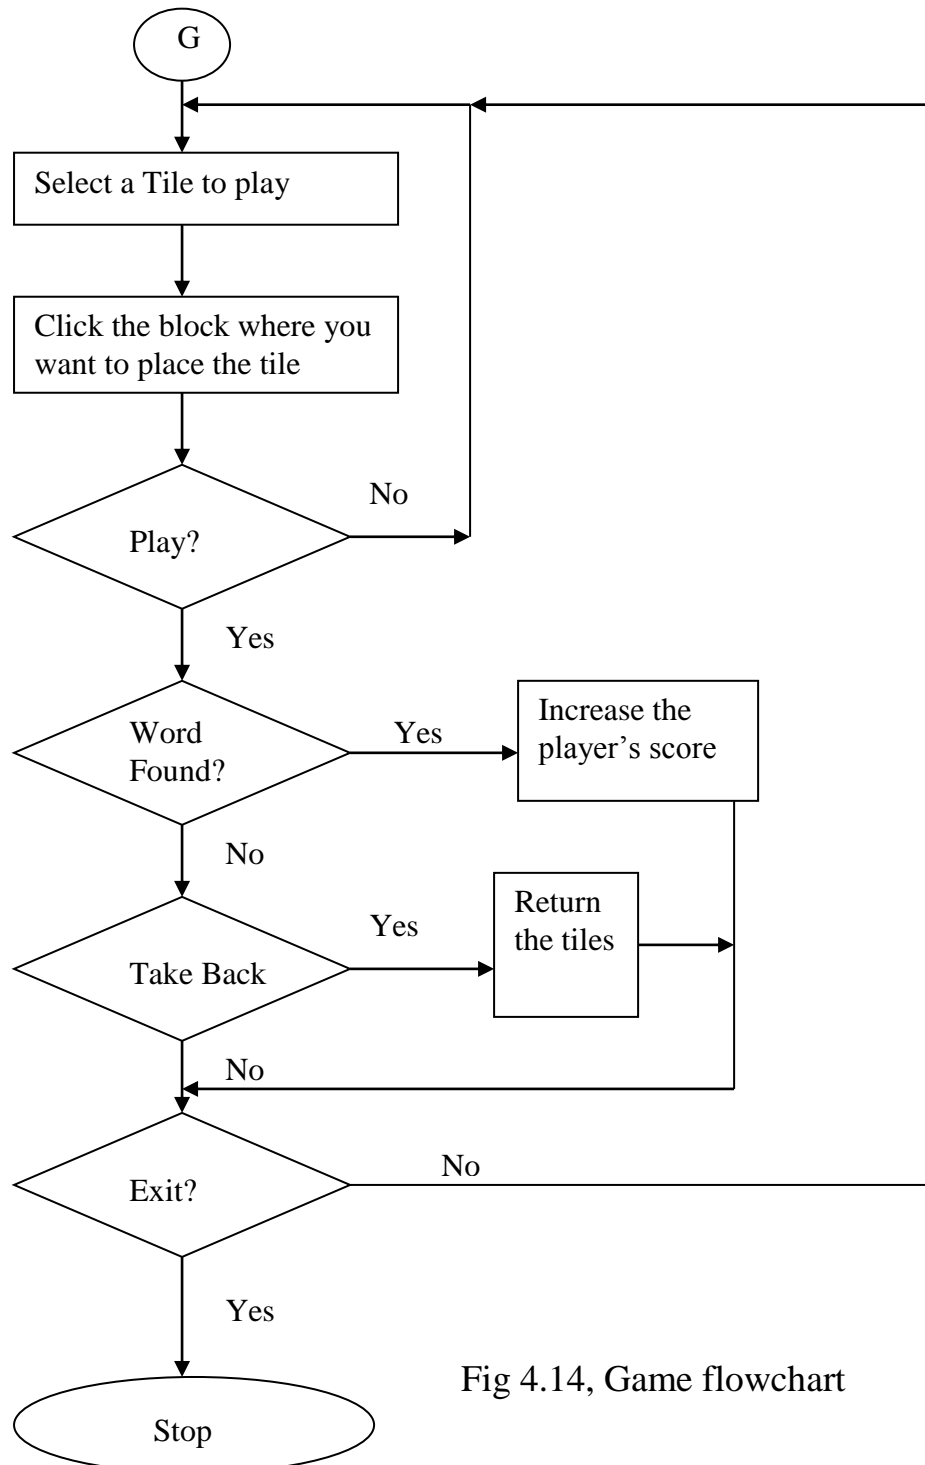 G
Select a Tile to play
Click the block where you
want to place the tile
No
Play?
Yes
Word
Found?
Yes
Increase the
player’s score
No
Take Back
Yes
Return
the tiles
No
Exit?
No
Yes
Stop
Fig 4.14, Game flowchart